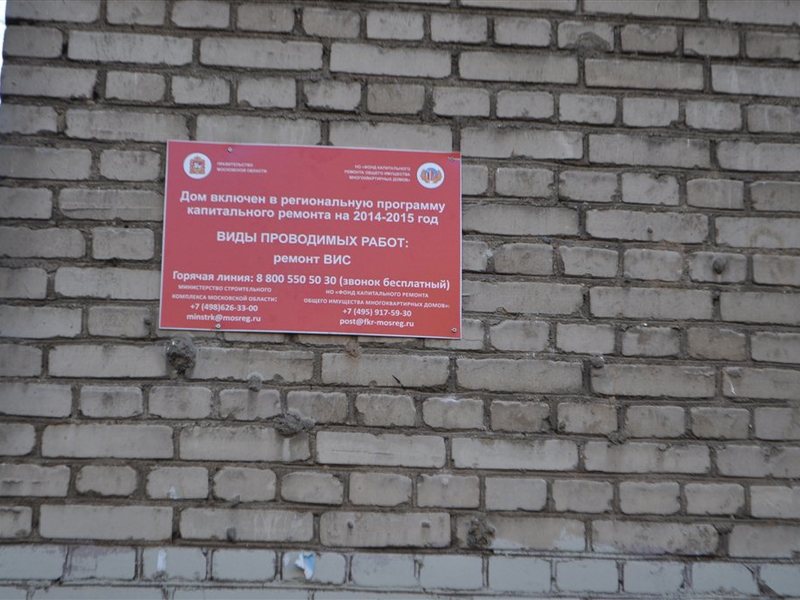 ПРАВИТЕЛЬСТВО
МОСКОВСКОЙ ОБЛАСТИ
НО «ФОНД КАПИТАЛЬНОГО
РЕМОНТА ОБЩЕГО ИМУЩЕСТВА
МНОГОКВАРТИРНЫХ ДОМОВ»
Дом включен в региональную программу
капитального ремонта на 2014-2015 год
ВИДЫ ПРОВОДИМЫХ РАБОТ:
ремонт ВИС
Горячая линия: 8 800 550 50 30 (звонок бесплатный)
МИНИСТЕРСТВО СТРОИТЕЛЬНОГО
КОМПЛЕКСА МОСКОВСКОЙ ОБЛАСТИ:
+7 (498)626-33-00
minstrk@mosreg.ru
НО «ФОНД КАПИТАЛЬНОГО РЕМОНТА
ОБЩЕГО ИМУЩЕСТВА МНОГОКВАРТИРНЫХ ДОМОВ»:
+7 (495) 917-59-30
post@fkr-mosreg.ru